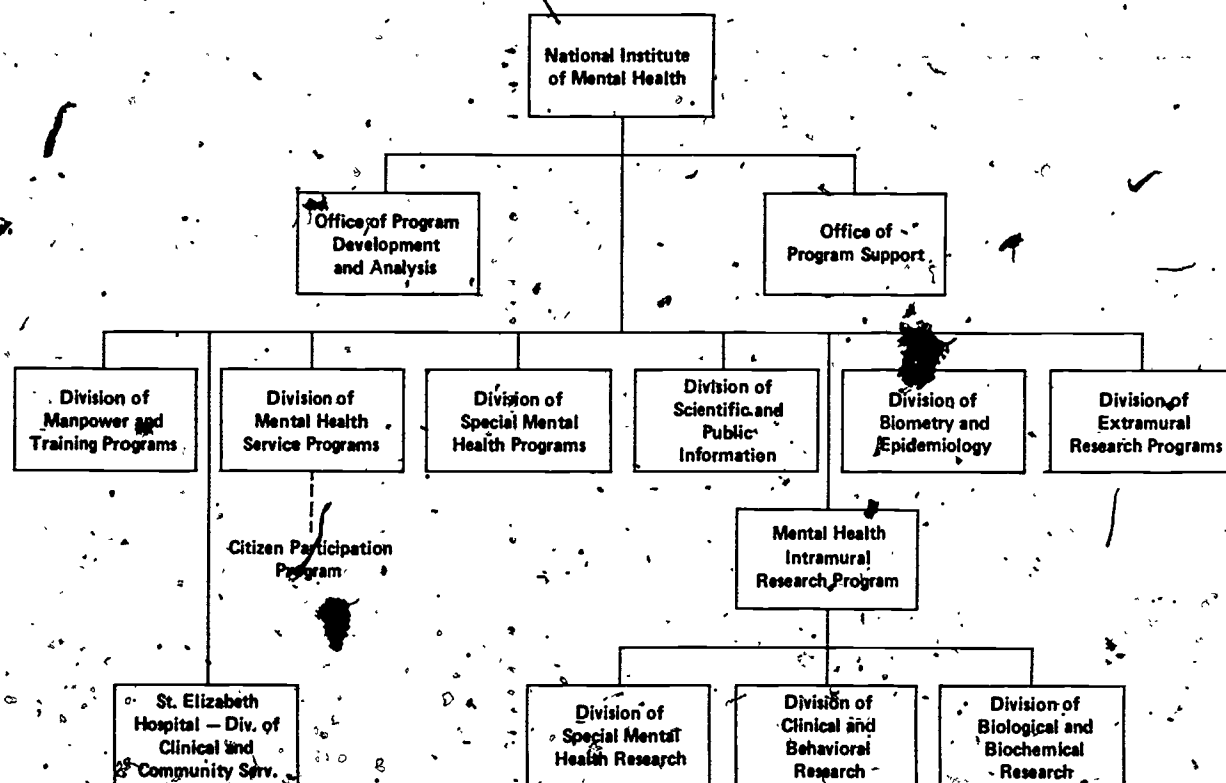 National Institute
of Mental Health
Office of Program
Development
and Analysis
Office of
Program Support
Division of
Manpower and
Training Programs
Division of
Mental Health
Service Programs
Division of
Special Mental
Health Programs
Division of
Scientific and
Public
Information
Division of
Biometry and
Epidemiology
Division of
Extramural
Research Programs
Citizen Participation
Program
Mental Health
Intramural
Research Program
St. Elizabeth
Hospital — Div. of
Clinical and
Community Serv.
Division of
Special Mental
Health Research
Division of
Clinical and
Behavioral
Research
Division of
Biological and
Biochemical
Research